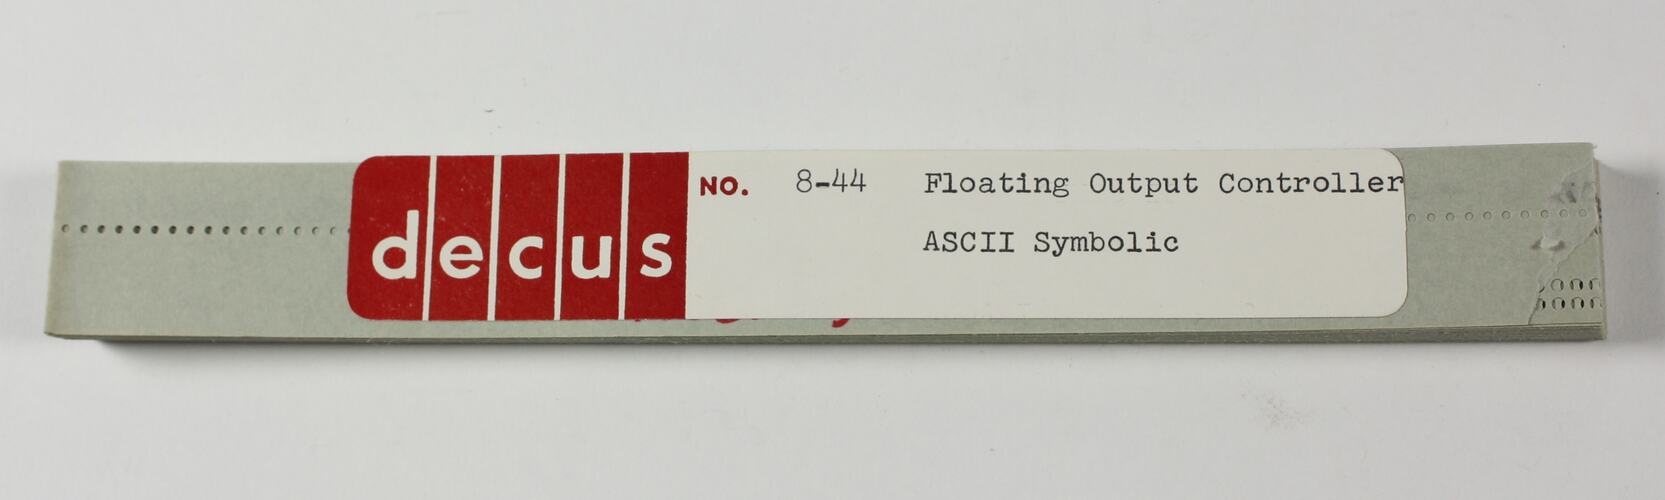 decus NO. 8-44 Floating Output Controller
ASCII Symbolic